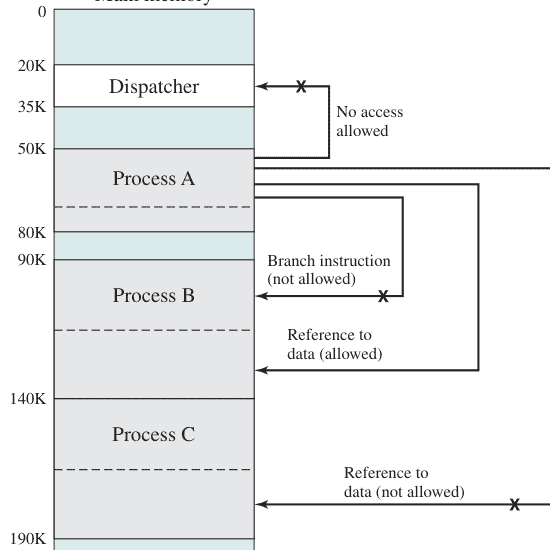 Main memory
0
20K
Dispatcher
35K
No access
allowed
50K
Process A
80K
90K
Branch instruction
(not allowed)
Process B
Reference to
data (allowed)
140K
Process C
Reference to
data (not allowed)
190K